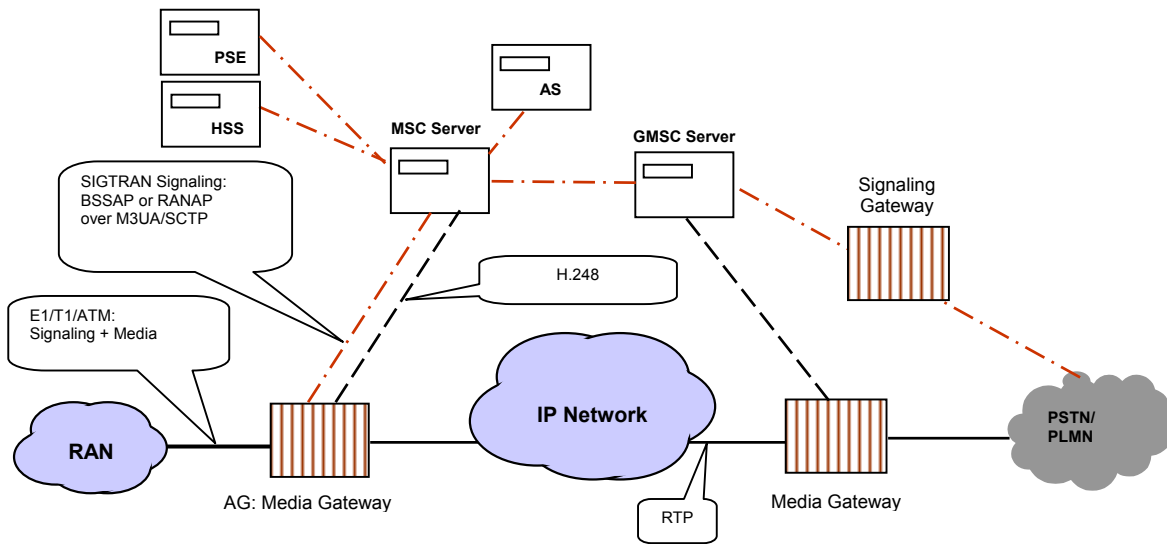 PSE
HSS
AS
MSC Server
GMSC Server
SIGTRAN Signaling:
BSSAP or RANAP
over M3UA/SCTP
Signaling
Gateway
H.248
E1/T1/ATM:
Signaling + Media
RAN
IP Network
PSTN/
PLMN
AG: Media Gateway
RTP
Media Gateway